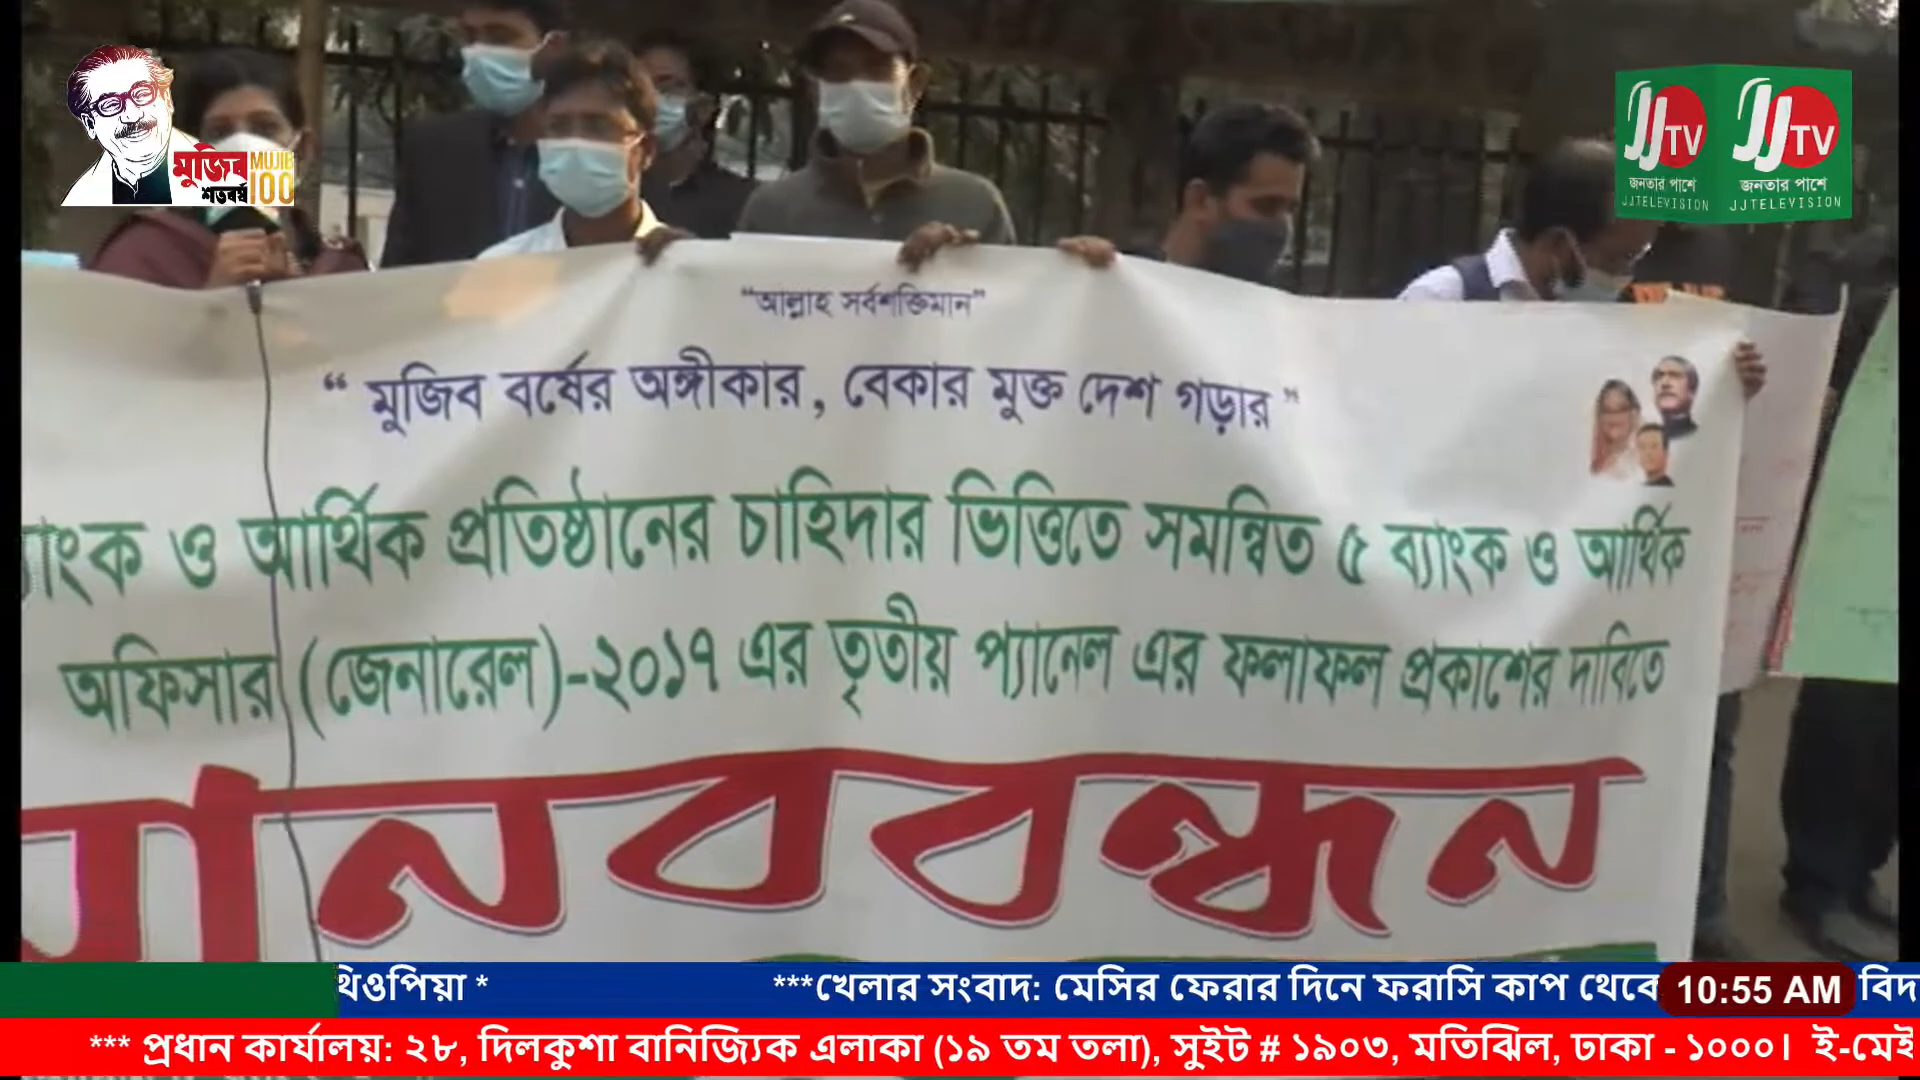 মুজিব
শতবর্ষ
MUJIB
100
JJTV
জনতার পাশে
JJTELEVISION
JJTV
জনতার পাশে
JJTELEVISION
“আল্লাহ সর্বশক্তিমান”
“ মুজিব বর্ষের অঙ্গীকার, বেকার মুক্ত দেশ গড়ার ”
ও আর্থিক প্রতিষ্ঠানের চাহিদার ভিত্তিতে সমন্বিত ৫ ব্যাংক ও আর্থিক
অফিসার (জেনারেল)-২০১৭ এর তৃতীয় প্যানেল এর ফলাফল প্রকাশের দাবিতে
মানববন্ধন
থিওপিয়া * ***খেলার সংবাদ: মেসির ফেরার দিনে ফরাসি কাপ থেকে 10:55 AM বিদ
*** প্রধান কার্যালয়: ২৮, দিলকুশা বানিজ্যিক এলাকা (১৯ তম তলা), সুইট # ১৯০৩, মতিঝিল, ঢাকা - ১০০০। ই-মেই